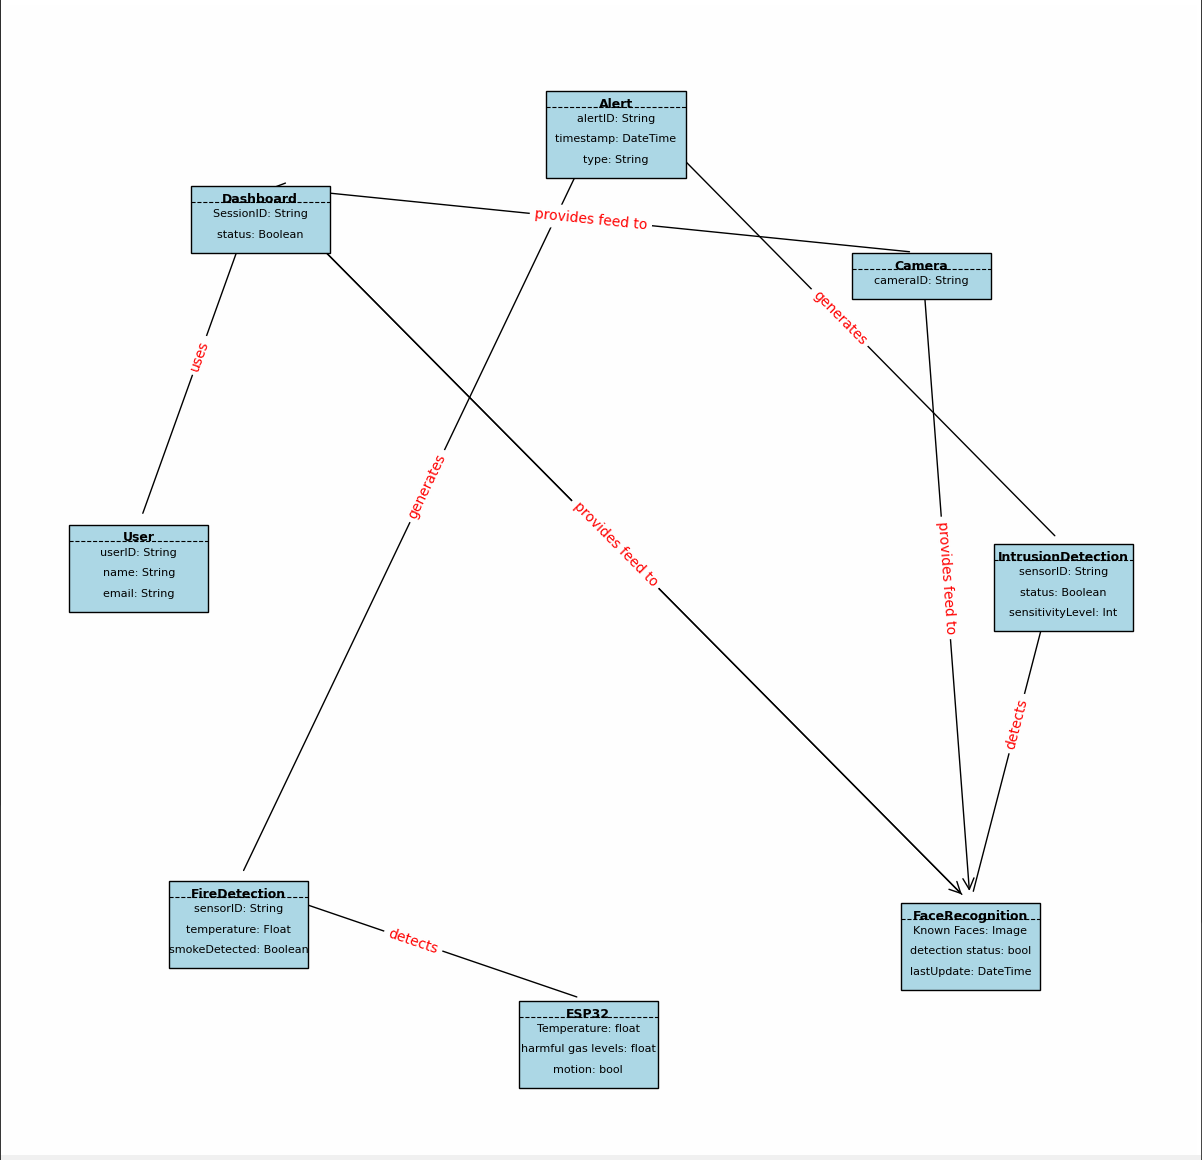 Alert
alertID: String
timestamp: DateTime
type: String
Dashboard
SessionID: String
status: Boolean
provides feed to
Camera
cameraID: String
generates
uses
generates
provides feed to
provides feed to
User
userID: String
name: String
email: String
IntrusionDetection
sensorID: String
status: Boolean
sensitivityLevel: Int
detects
FireDetection
sensorID: String
temperature: Float
smokeDetected: Boolean
detects
FaceRecognition
Known Faces: Image
detection status: bool
lastUpdate: DateTime
ESP32
Temperature: float
harmful gas levels: float
motion: bool